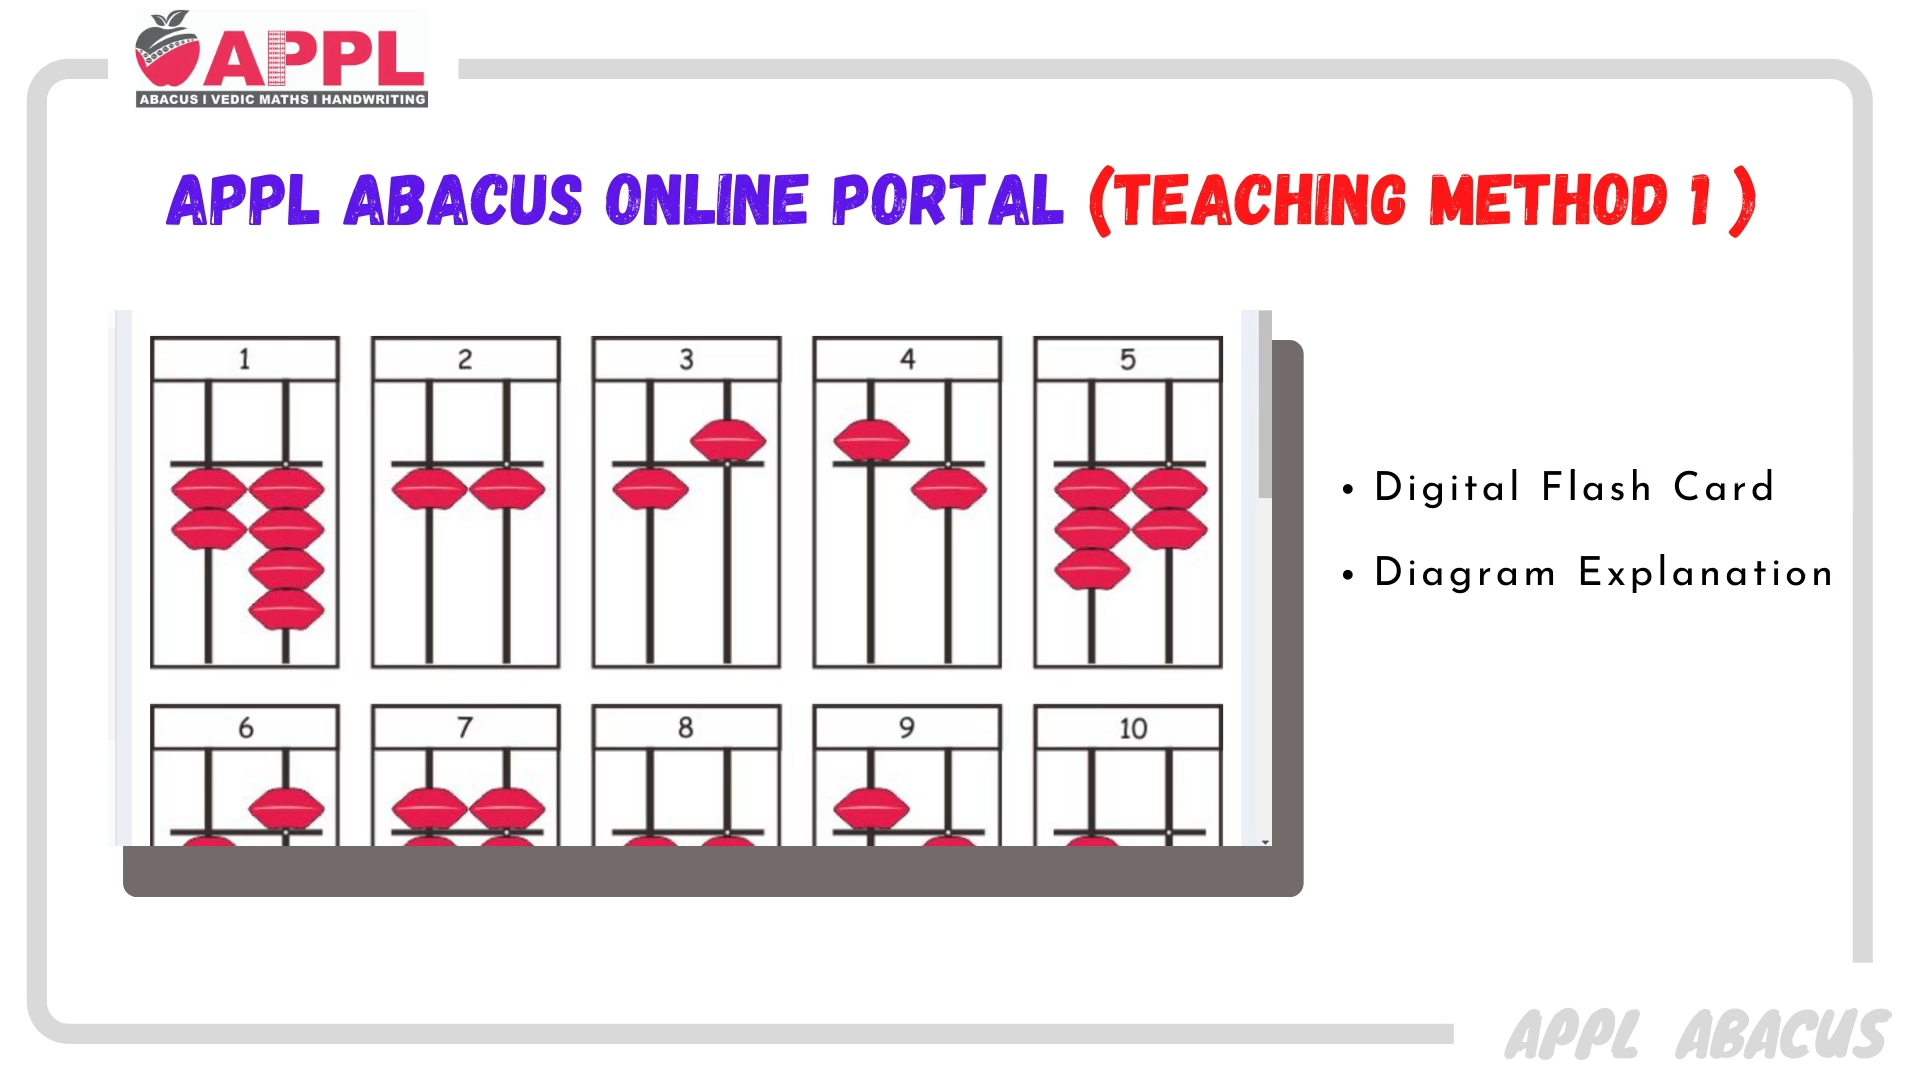 APPL
ABACUS I VEDIC MATHS I HANDWRITING
APPL ABACUS ONLINE PORTAL (TEACHING METHOD 1 )
1 2 3 4 5
6 7 8 9 10
• Digital Flash Card
• Diagram Explanation
APPL ABACUS